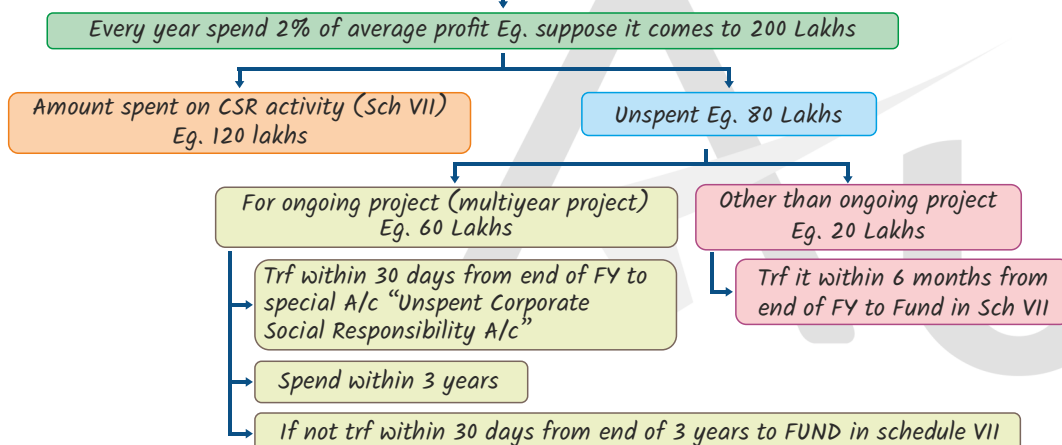 Every year spend 2% of average profit Eg. suppose it comes to 200 Lakhs
Amount spent on CSR activity (Sch VII)
Eg. 120 lakhs
Unspent Eg. 80 Lakhs
For ongoing project (multiyear project)
Eg. 60 Lakhs
Other than ongoing project
Eg. 20 Lakhs
Trf within 30 days from end of FY to
special A/c “Unspent Corporate
Social Responsibility A/c”
Trf it within 6 months from
end of FY to Fund in Sch VII
Spend within 3 years
If not trf within 30 days from end of 3 years to FUND in schedule VII